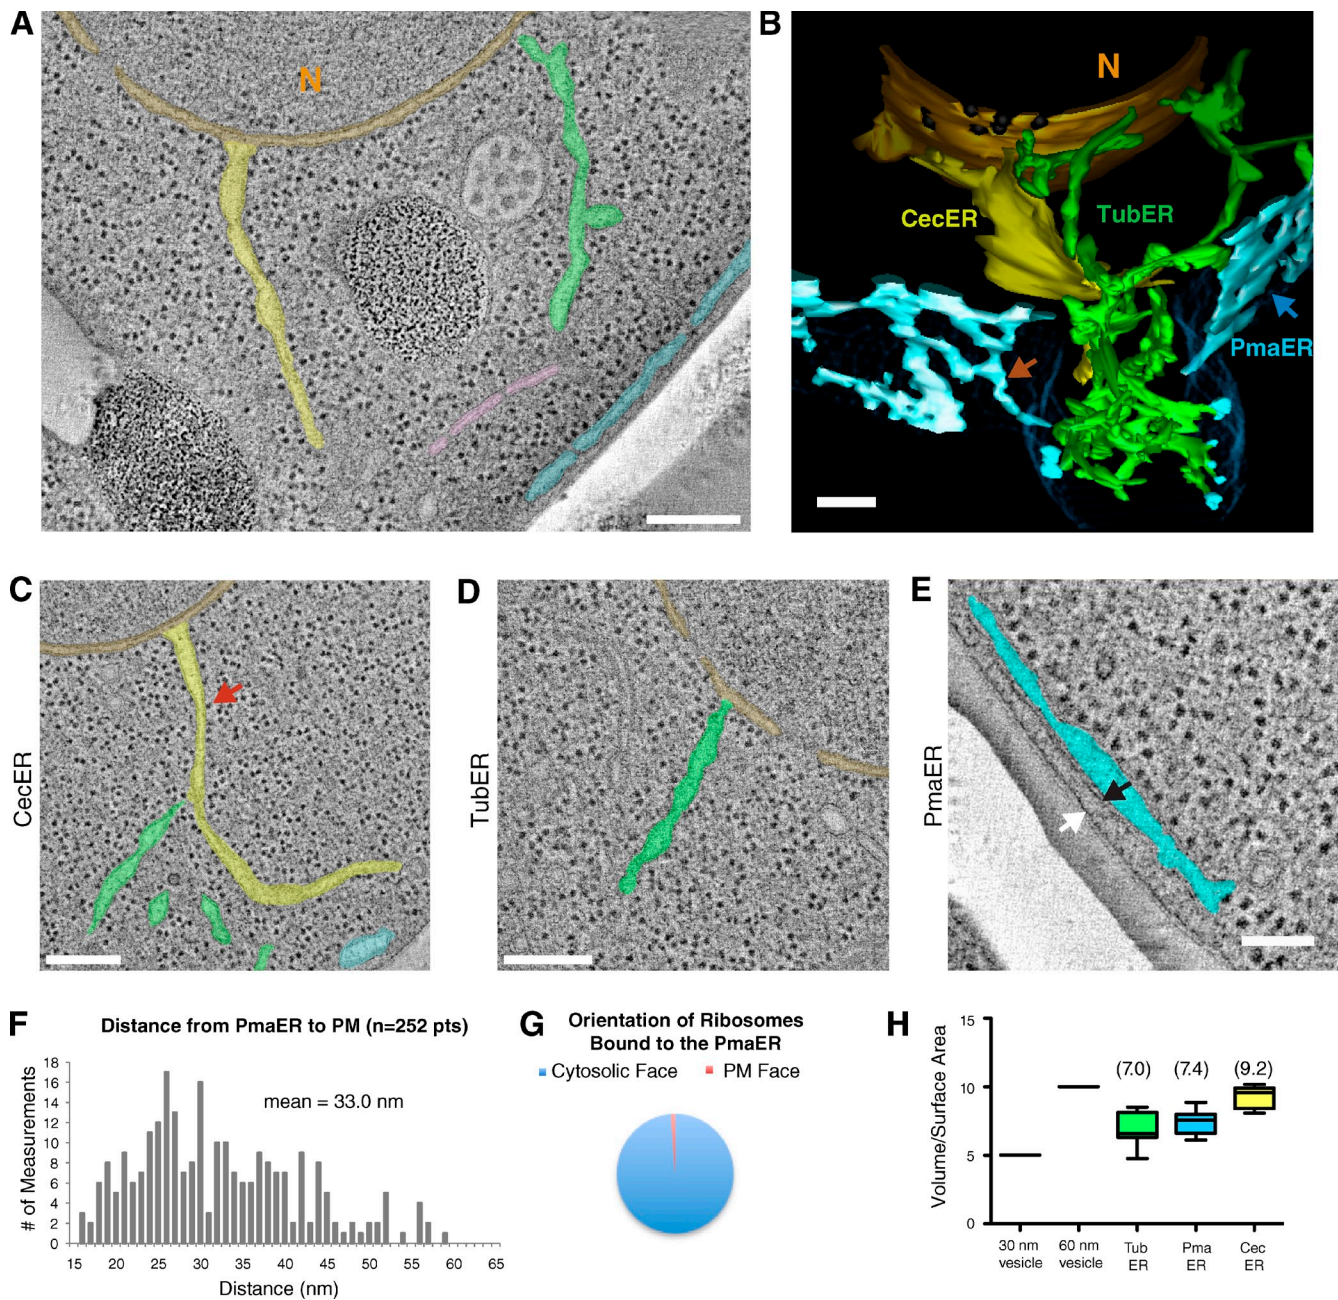 A
N
B
N
CecER
TubER
PmaER
C
CecER
D
TubER
E
PmaER
F
Distance from PmaER to PM (n=252 pts)
mean = 33.0 nm
# of Measurements
18
16
14
12
10
8
6
4
2
0
15 20 25 30 35 40 45 50 55 60 65
Distance (nm)
G
Orientation of Ribosomes
Bound to the PmaER
Cytosolic Face PM Face
H
Volume/Surface Area
15
10
5
0
(7.0) (7.4) (9.2)
30 nm vesicle
60 nm vesicle
Tub ER
Pma ER
Cec ER